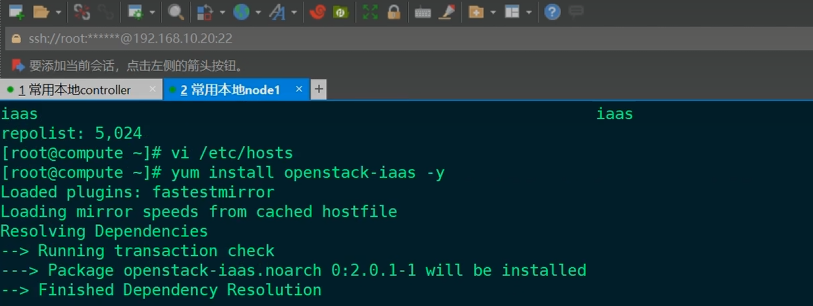 ssh://root:******@192.168.10.20:22
要添加当前会话，点击左侧的箭头按钮。
1 常用本地controller × 2 常用本地node1 × +
iaas iaas
repolist: 5,024
[root@compute ~]# vi /etc/hosts
[root@compute ~]# yum install openstack-iaas -y
Loaded plugins: fastestmirror
Loading mirror speeds from cached hostfile
Resolving Dependencies
--> Running transaction check
---> Package openstack-iaas.noarch 0:2.0.1-1 will be installed
--> Finished Dependency Resolution